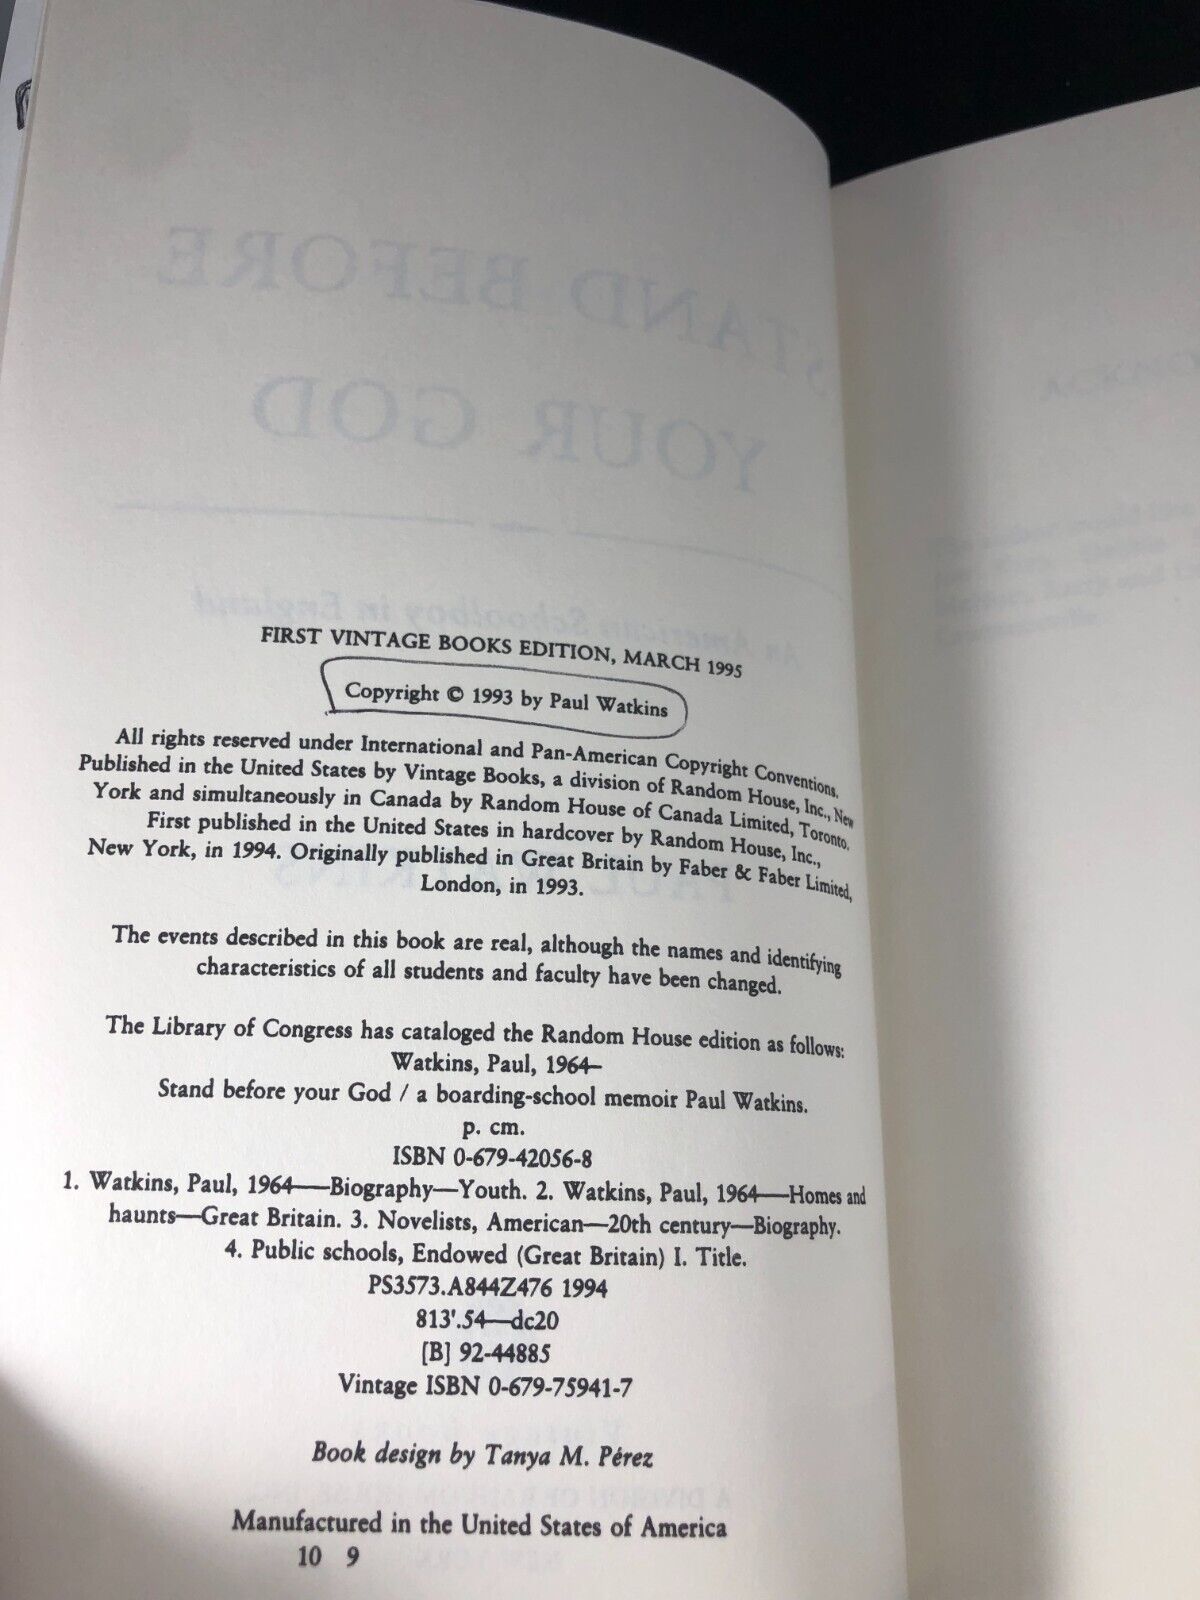 FIRST VINTAGE BOOKS EDITION, MARCH 1995
Copyright © 1993 by Paul Watkins
All rights reserved under International and Pan-American Copyright Conventions.
Published in the United States by Vintage Books, a division of Random House, Inc., New
York and simultaneously in Canada by Random House of Canada Limited, Toronto.
First published in the United States in hardcover by Random House, Inc.,
New York, in 1994. Originally published in Great Britain by Faber & Faber Limited,
London, in 1993.
The events described in this book are real, although the names and identifying
characteristics of all students and faculty have been changed.
The Library of Congress has cataloged the Random House edition as follows:
Watkins, Paul, 1964–
Stand before your God / a boarding-school memoir Paul Watkins.
p. cm.
ISBN 0-679-42056-8
1. Watkins, Paul, 1964—–Biography—Youth. 2. Watkins, Paul, 1964—–Homes and
haunts—Great Britain. 3. Novelists, American—20th century—Biography.
4. Public schools, Endowed (Great Britain) I. Title.
PS3573.A844Z476 1994
813'.54—dc20
[B] 92-44885
Vintage ISBN 0-679-75941-7
Book design by Tanya M. Pérez
Manufactured in the United States of America
10 9
STAND BEFORE
YOUR GOD
An American Schoolboy in England